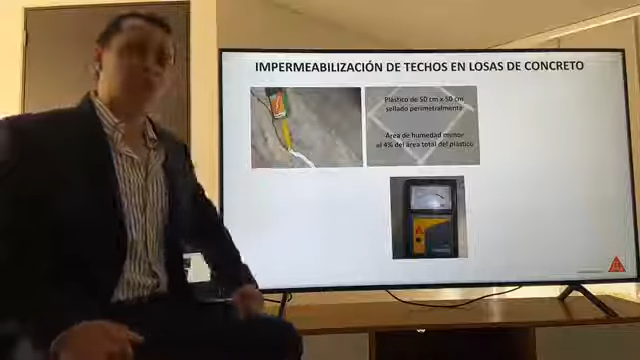 IMPERMEABILIZACIÓN DE TECHOS EN LOSAS DE CONCRETO
Plástico de 50 cm x 50 cm
sellado perimetralmente
Área de humedad menor
al 4% del área total del plástico